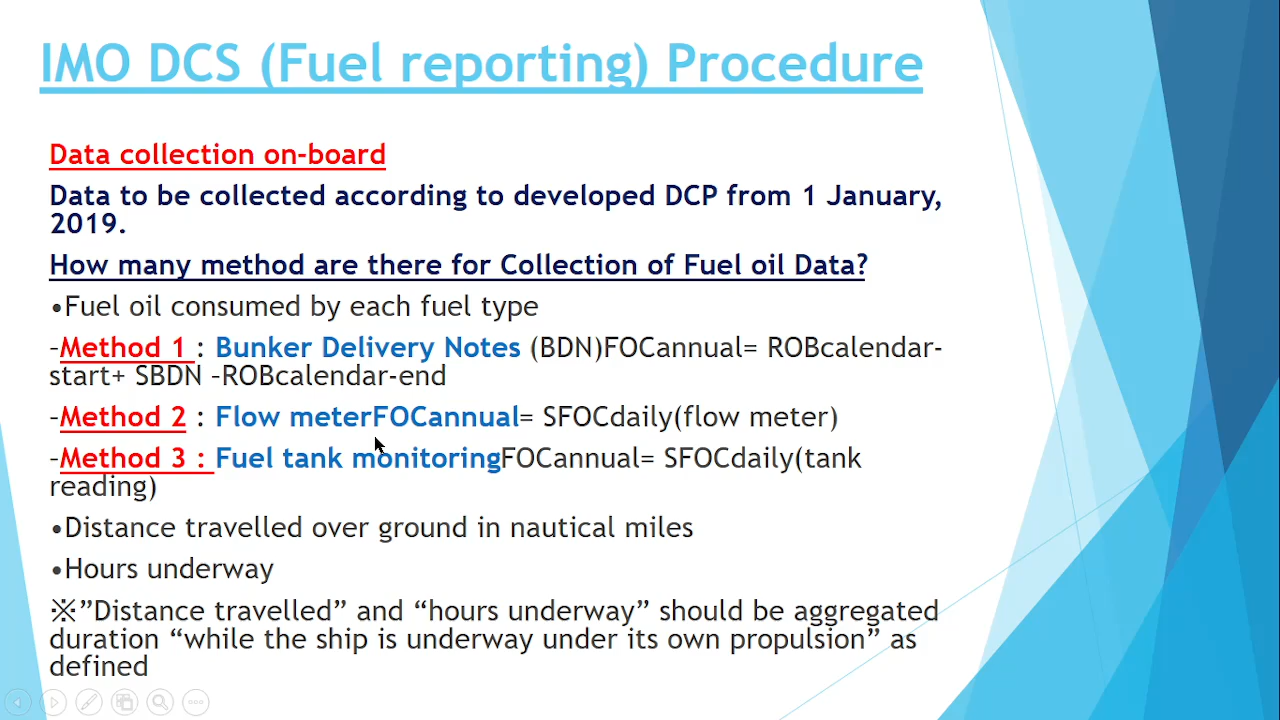 IMO DCS (Fuel reporting) Procedure
Data collection on-board
Data to be collected according to developed DCP from 1 January,
2019.
How many method are there for Collection of Fuel oil Data?
•Fuel oil consumed by each fuel type
–Method 1 : Bunker Delivery Notes (BDN)FOCannual= ROBcalendar-
start+ SBDN –ROBcalendar-end
–Method 2 : Flow meterFOCannual= SFOCdaily(flow meter)
–Method 3 : Fuel tank monitoringFOCannual= SFOCdaily(tank
reading)
•Distance travelled over ground in nautical miles
•Hours underway
※”Distance travelled” and “hours underway” should be aggregated
duration “while the ship is underway under its own propulsion” as
defined